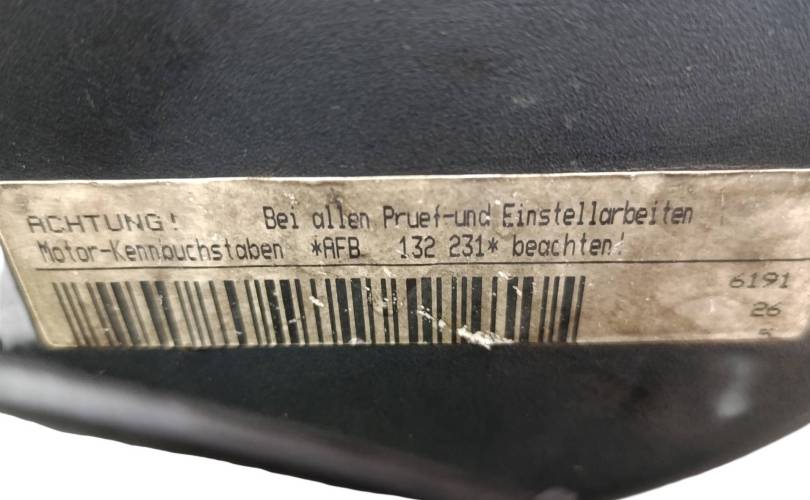 ACHTUNG! Bei allen Pruef-und Einstellarbeiten
Motor-Kennbuchstaben *AFB 132 231* beachten!
6191
26